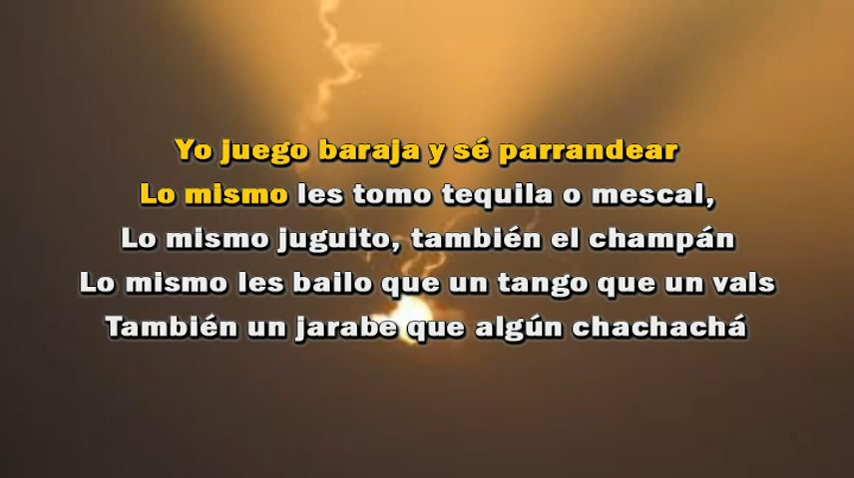 Yo juego baraja y sé parrandear
Lo mismo les tomo tequila o mescal,
Lo mismo juguito, también el champán
Lo mismo les bailo que un tango que un vals
También un jarabe que algún chachachá